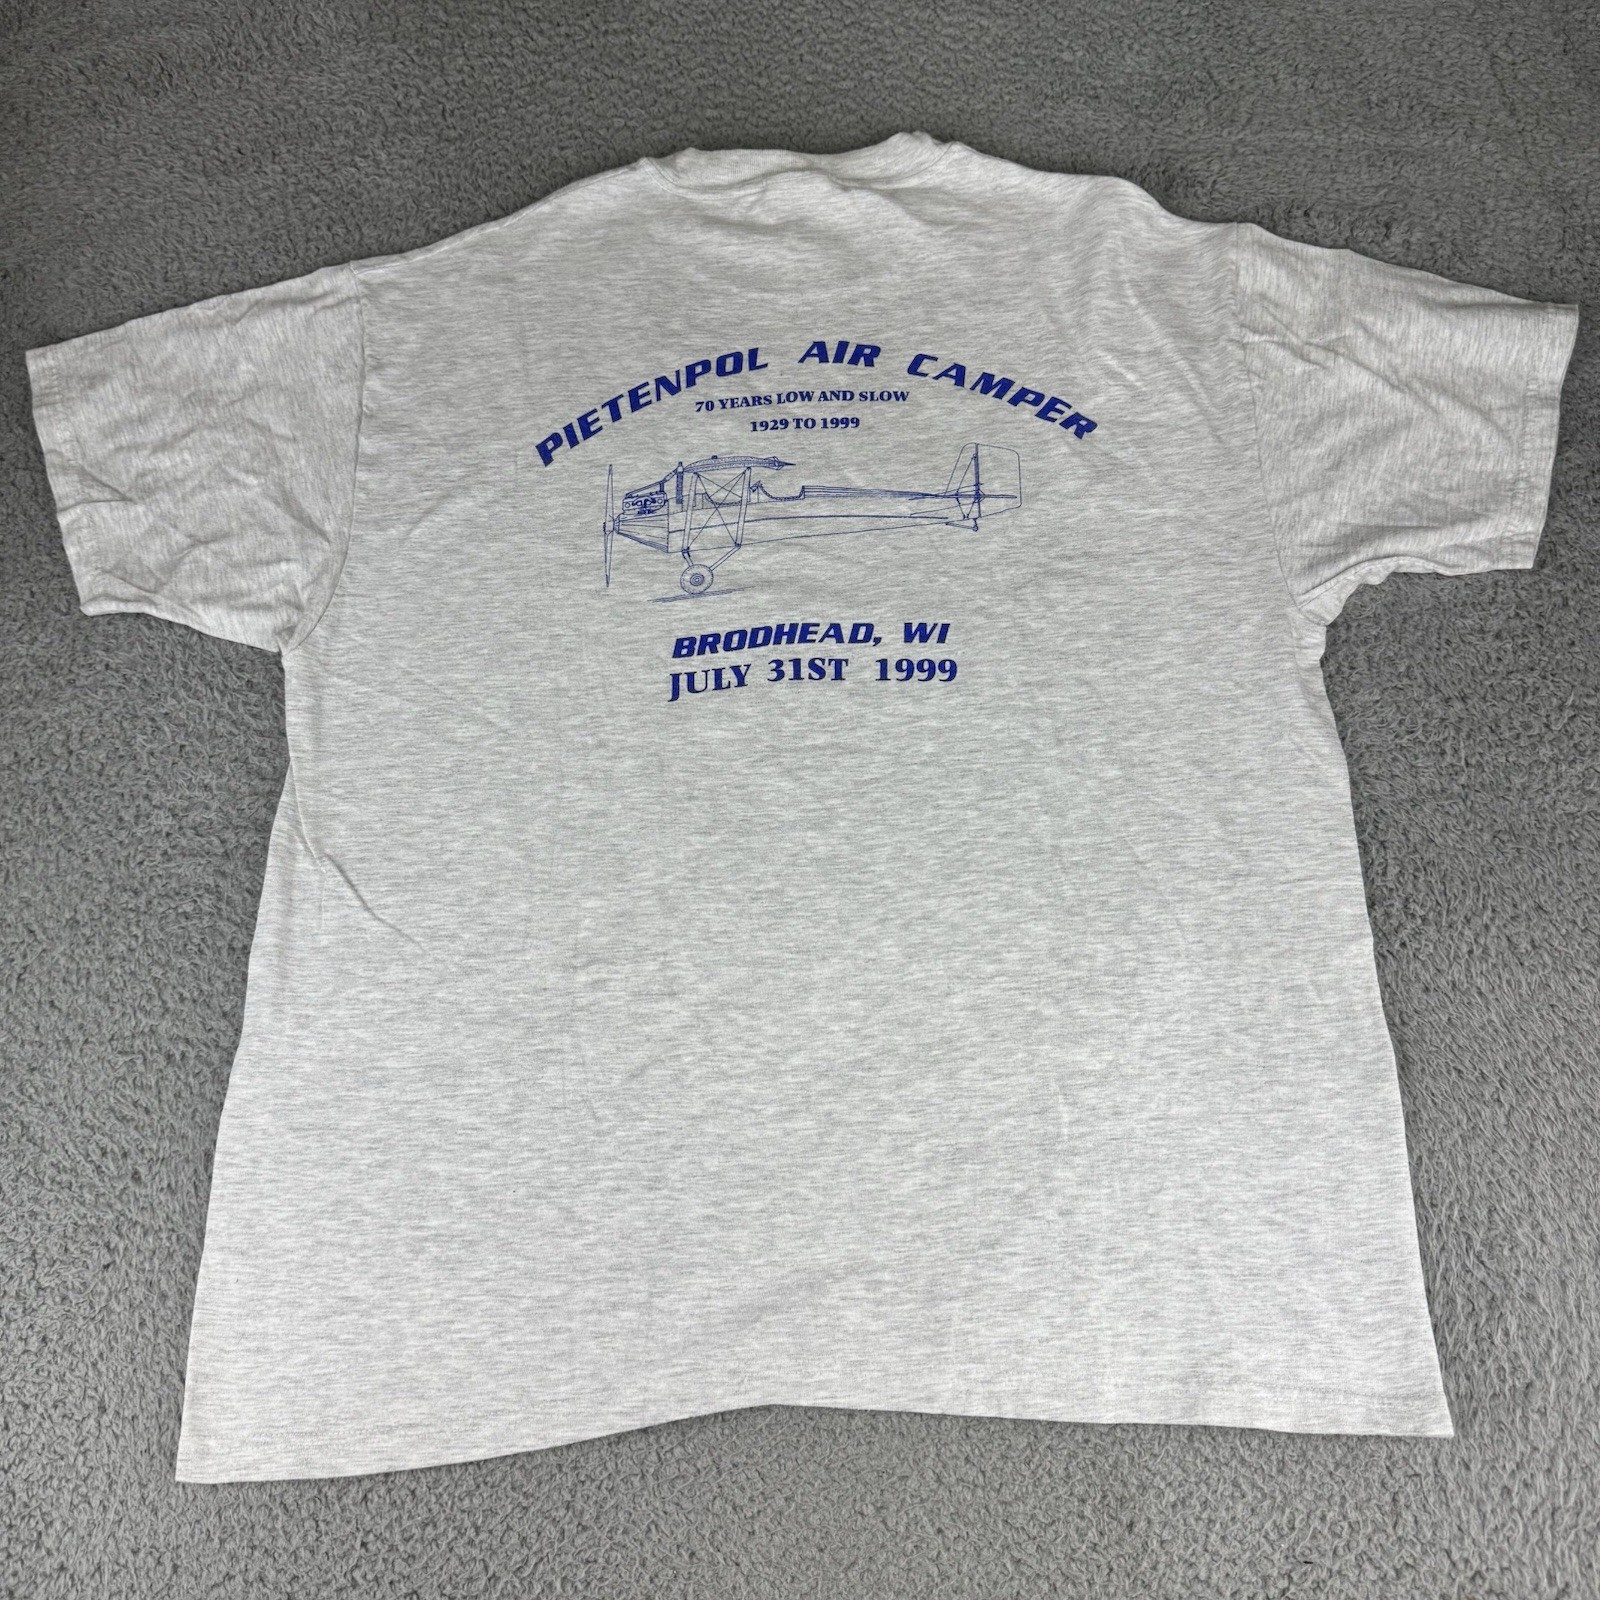 PIETENPOL AIR CAMPER
70 YEARS LOW AND SLOW
1929 TO 1999
BRODHEAD, WI
JULY 31ST 1999